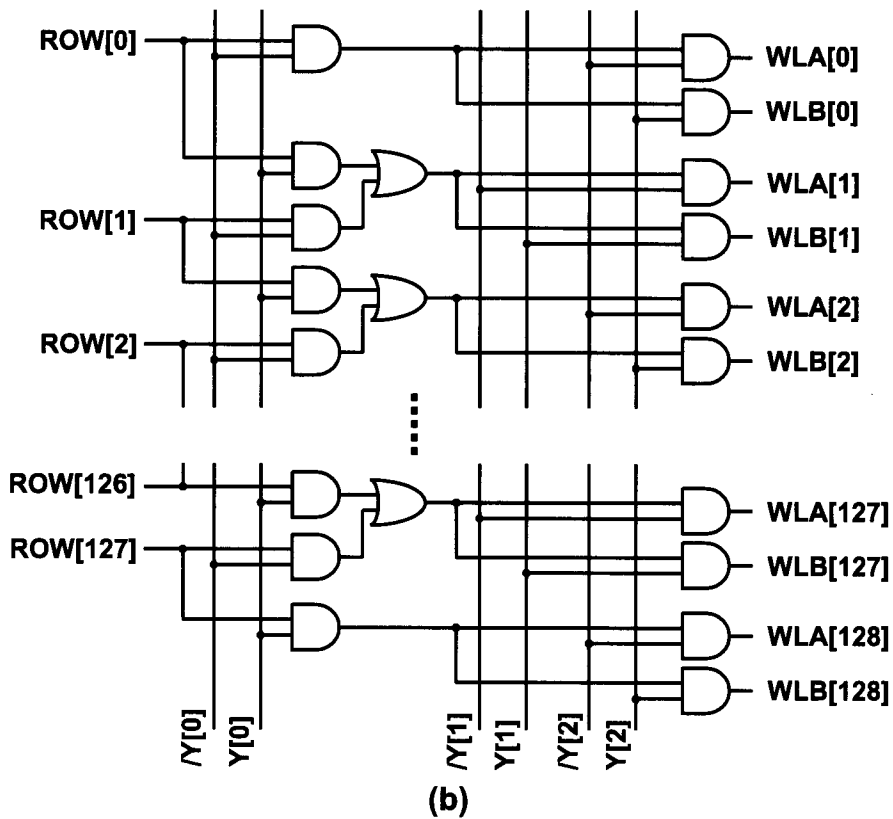 ROW[0]
WLA[0]
WLB[0]
WLA[1]
ROW[1]
WLB[1]
WLA[2]
ROW[2]
WLB[2]
ROW[126]
WLA[127]
ROW[127]
WLB[127]
WLA[128]
WLB[128]
/Y[0]
Y[0]
/Y[1]
Y[1]
/Y[2]
Y[2]
(b)